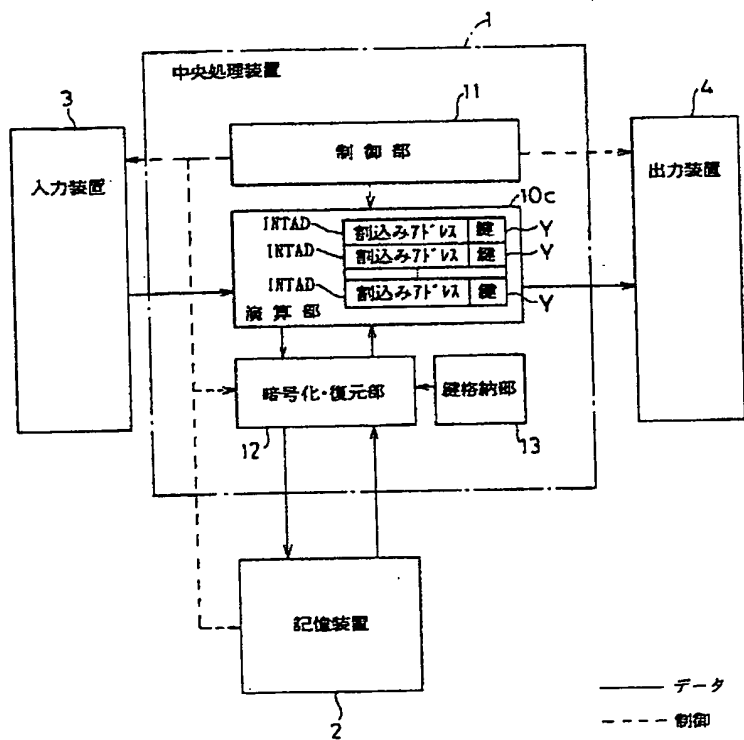 1
中央処理装置
3
入力装置
11
制御部
4
出力装置
10c
INTAD 割込みアドレス 鍵 Y
INTAD 割込みアドレス 鍵 Y
INTAD 割込みアドレス 鍵 Y
演算部
暗号化・復元部
12
鍵格納部
13
記憶装置
2
データ
制御